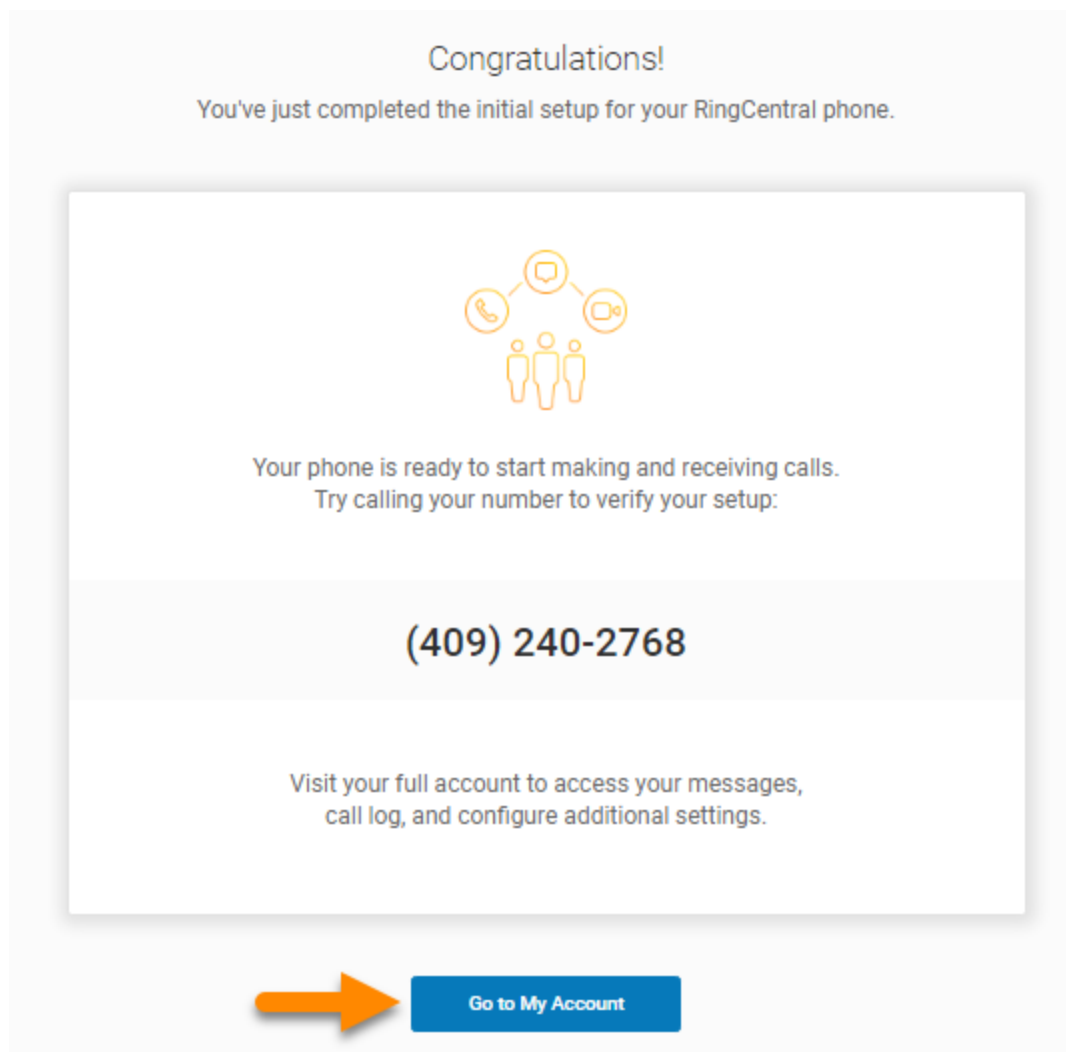 Congratulations!
You've just completed the initial setup for your RingCentral phone.
Your phone is ready to start making and receiving calls.
Try calling your number to verify your setup:
(409) 240-2768
Visit your full account to access your messages,
call log, and configure additional settings.
Go to My Account